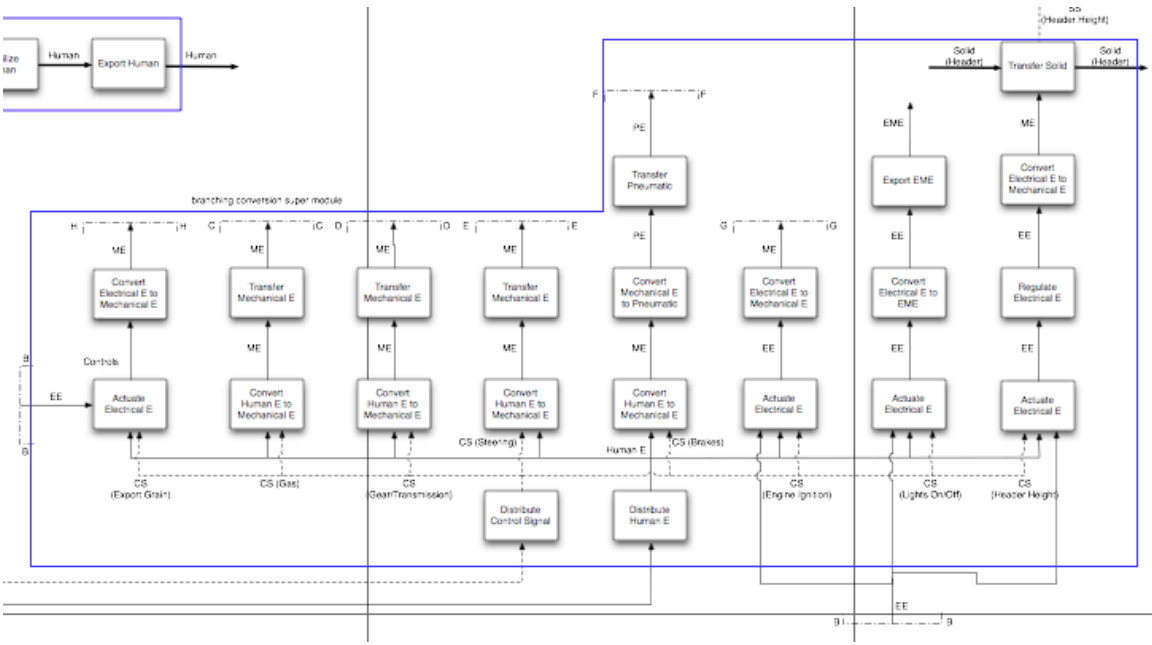 Human
Human
Export Human
Solid
(Header)
Solid
(Header)
(Header Height)
Transfer Solid
F
F
PE
EME
ME
Transfer
Pneumatic
Export EME
Convert
Electrical E to
Mechanical E
branching conversion super module
H
H
C
C
D
D
E
E
G
G
ME
ME
ME
ME
PE
ME
EE
EE
Convert
Electrical E to
Mechanical E
Transfer
Mechanical E
Transfer
Mechanical E
Transfer
Mechanical E
Convert
Mechanical E
to Pneumatic
Convert
Electrical E to
Mechanical E
Convert
Electrical E to
EME
Regulate
Electrical E
Controls
ME
ME
ME
ME
EE
EE
EE
B
EE
B
Actuate
Electrical E
Convert
Human E to
Mechanical E
Convert
Human E to
Mechanical E
Convert
Human E to
Mechanical E
Convert
Human E to
Mechanical E
Actuate
Electrical E
Actuate
Electrical E
Actuate
Electrical E
CS (Steering)
Human E
CS (Brakes)
CS
(Export Grain)
CS (Gas)
CS
(Gear/Transmission)
CS
(Engine Ignition)
CS
(Lights On/Off)
CS
(Header Height)
Distribute
Control Signal
Distribute
Human E
EE
B
B